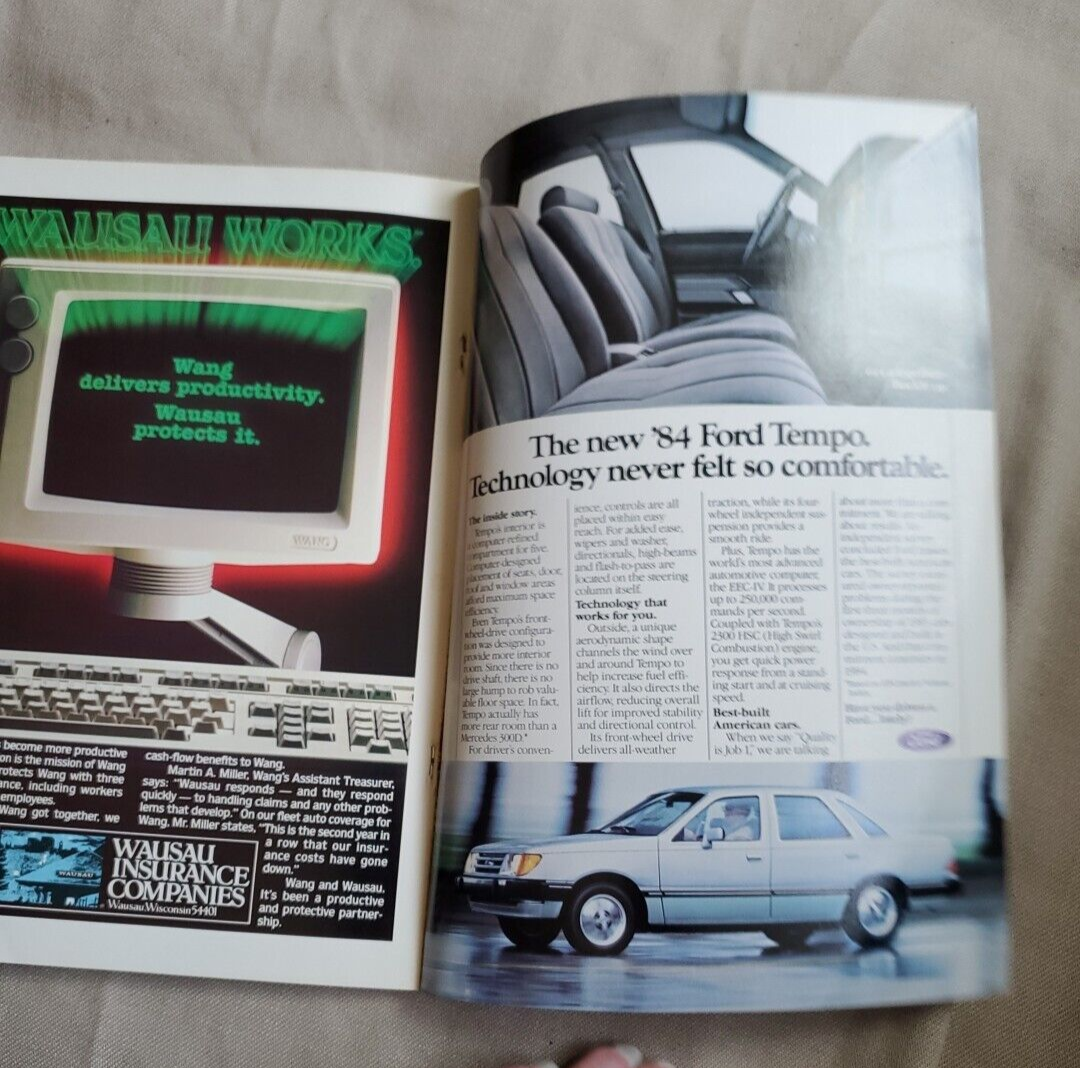 WAUSAU WORKS.
Wang
delivers productivity.
Wausau
protects it.
WANG
become more productive
on is the mission of Wang
rotects Wang with three
ance, including workers
employees.
Wang got together, we
cash-flow benefits to Wang.
Martin A. Miller, Wang's Assistant Treasurer,
says: "Wausau responds — and they respond
quickly — to handling claims and any other prob-
lems that develop." On our fleet auto coverage for
Wang, Mr. Miller states, "This is the second year in
a row that our insur-
ance costs have gone
down."
Wang and Wausau.
It's been a productive
and protective partner-
ship.
WAUSAU
WAUSAU
INSURANCE
COMPANIES
Wausau, Wisconsin 54401
The new '84 Ford Tempo.
Technology never felt so comfortable.
The inside story.
Tempo's interior is
a computer-refined
compartment for five.
Computer-designed
placement of seats, door,
roof and window areas
afford maximum space
efficiency.
Even Tempo's front-
wheel-drive configura-
tion was designed to
provide more interior
room. Since there is no
drive shaft, there is no
large hump to rob valu-
able floor space. In fact,
Tempo actually has
more rear room than a
Mercedes 300D.*
For driver's conven-
ience, controls are all
placed within easy
reach. For added ease,
wipers and washer,
directionals, high-beams
and flash-to-pass are
located on the steering
column itself.
Technology that
works for you.
Outside, a unique
aerodynamic shape
channels the wind over
and around Tempo to
help increase fuel effi-
ciency. It also directs the
airflow, reducing overall
lift for improved stability
and directional control.
Its front-wheel drive
delivers all-weather
traction, while its four-
wheel independent sus-
pension provides a
smooth ride.
Plus, Tempo has the
world's most advanced
automotive computer,
the EEC-IV. It processes
up to 250,000 com-
mands per second.
Coupled with Tempo's
2300 HSC (High Swirl
Combustion) engine,
you get quick power
response from a stand-
ing start and at cruising
speed.
Best-built
American cars.
When we say "Quality
is Job 1," we are talking